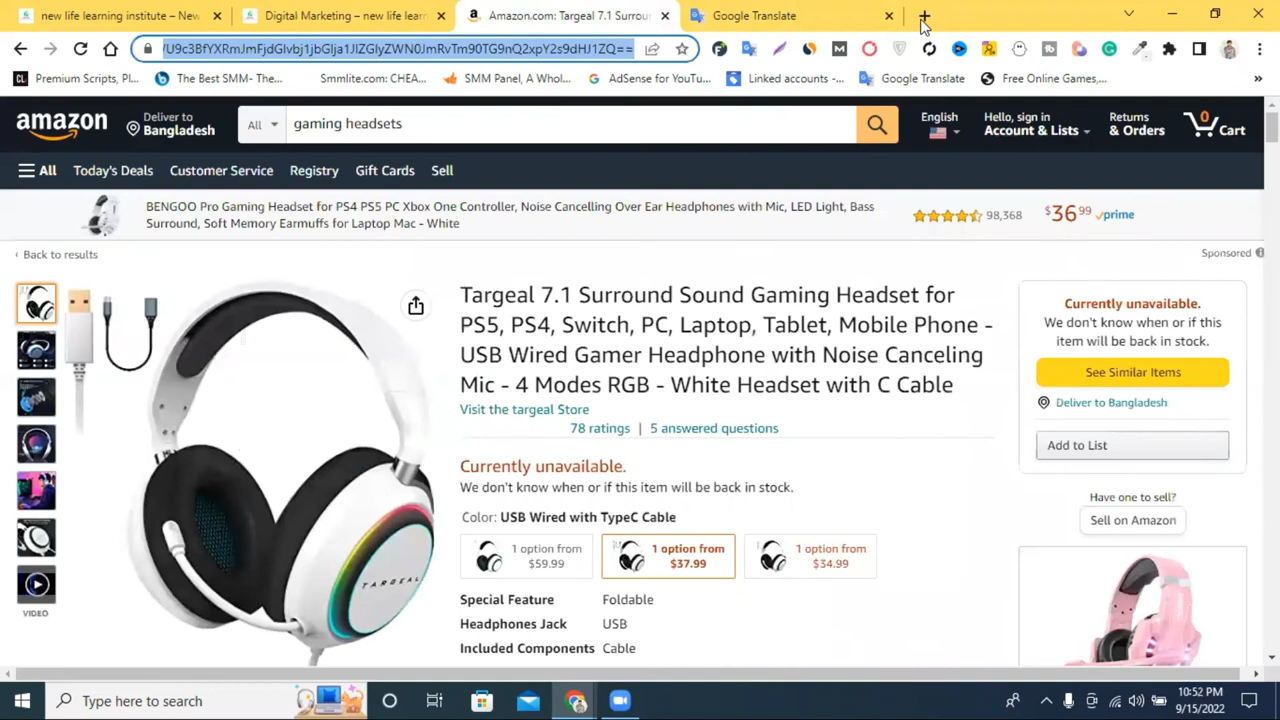 new life learning institute – New
Digital Marketing – new life learn
Amazon.com: Targeal 7.1 Surroun
Google Translate
Premium Scripts, Pl...
The Best SMM- The...
Smmlite.com: CHEA...
SMM Panel, A Whol...
AdSense for YouTu...
Linked accounts -...
Google Translate
Free Online Games,...
amazon
Deliver to
Bangladesh
All
gaming headsets
English
Hello, sign in
Account & Lists
Returns
& Orders
0
Cart
All
Today's Deals
Customer Service
Registry
Gift Cards
Sell
BENGOO Pro Gaming Headset for PS4 PS5 PC Xbox One Controller, Noise Cancelling Over Ear Headphones with Mic, LED Light, Bass
Surround, Soft Memory Earmuffs for Laptop Mac - White
98,368
$36.99
prime
‹ Back to results
Sponsored
Targeal 7.1 Surround Sound Gaming Headset for
PS5, PS4, Switch, PC, Laptop, Tablet, Mobile Phone -
USB Wired Gamer Headphone with Noise Canceling
Mic - 4 Modes RGB - White Headset with C Cable
Visit the targeal Store
78 ratings | 5 answered questions
Currently unavailable.
We don't know when or if this item will be back in stock.
Color: USB Wired with TypeC Cable
1 option from
$59.99
1 option from
$37.99
1 option from
$34.99
Special Feature Foldable
Headphones Jack USB
Included Components Cable
TARGEAL
VIDEO
Currently unavailable.
We don't know when or if this
item will be back in stock.
See Similar Items
Deliver to Bangladesh
Add to List
Have one to sell?
Sell on Amazon
Type here to search
10:52 PM
9/15/2022